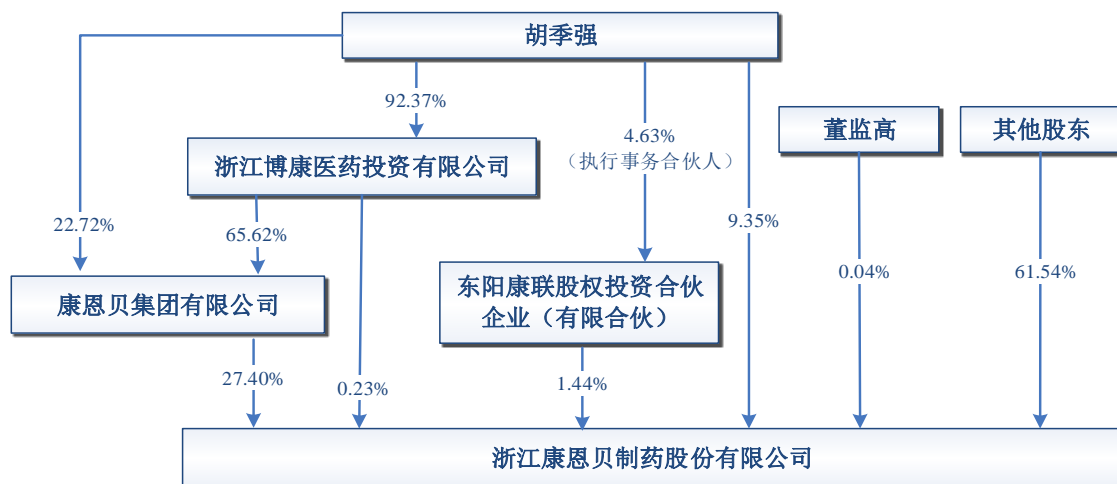 胡季强
92.37%
4.63%
（执行事务合伙人）
董监高
其他股东
浙江博康医药投资有限公司
22.72%
65.62%
9.35%
康恩贝集团有限公司
东阳康联股权投资合伙
企业（有限合伙）
0.04%
61.54%
27.40%
0.23%
1.44%
浙江康恩贝制药股份有限公司